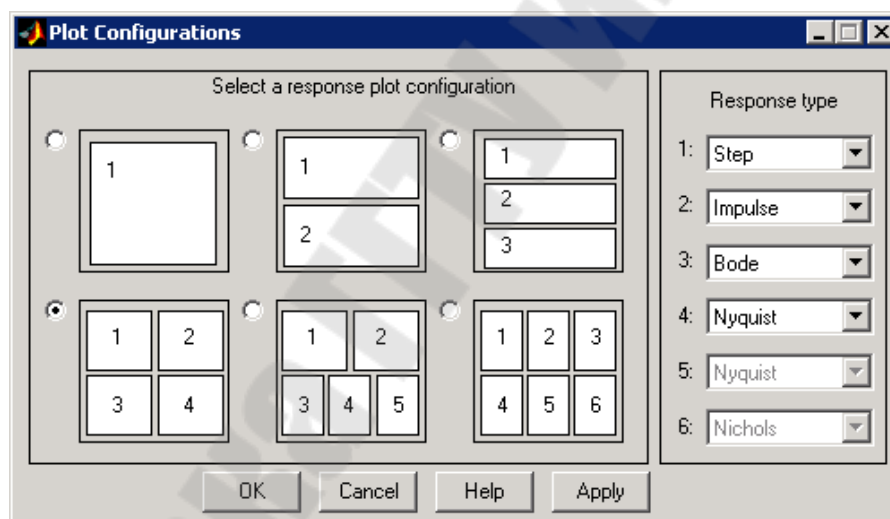 Plot Configurations
Select a response plot configuration
1
1
2
1
2
3
1 2
3 4
1 2
3 4 5
1 2 3
4 5 6
Response type
1: Step
2: Impulse
3: Bode
4: Nyquist
5: Nyquist
6: Nichols
OK Cancel Help Apply